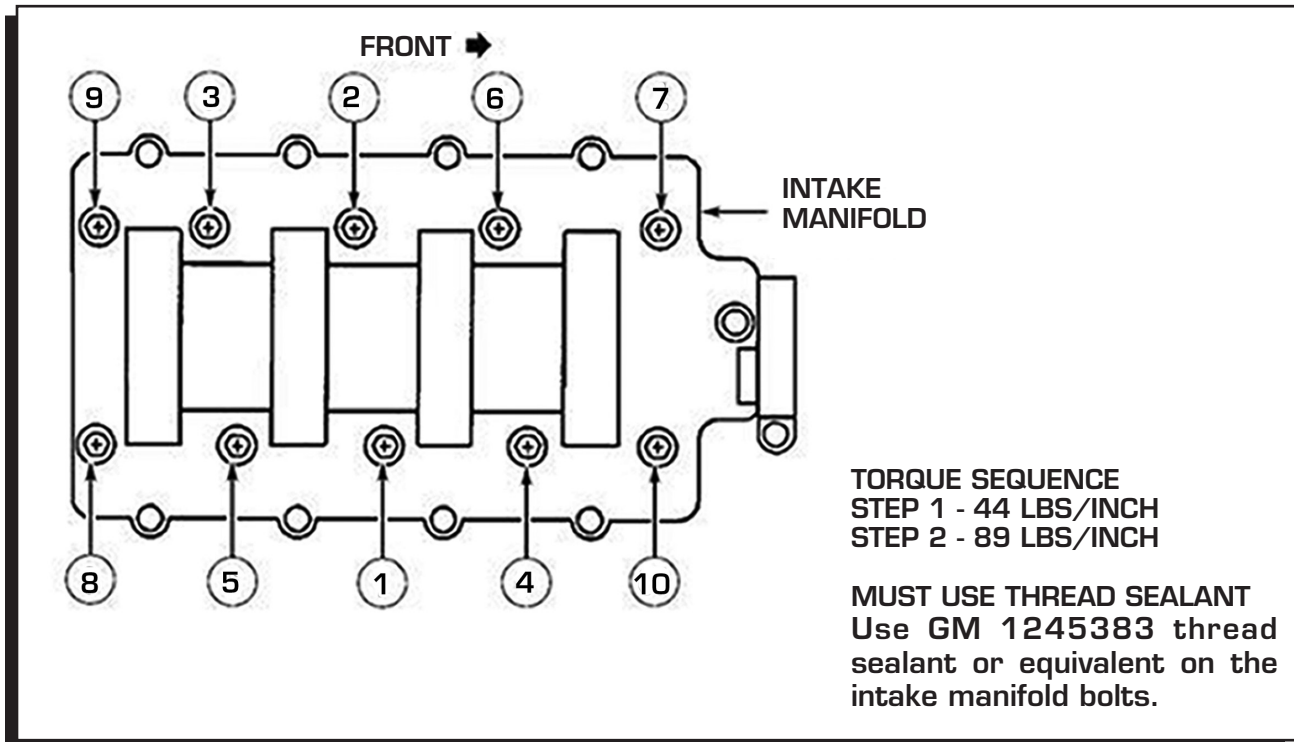 FRONT
9 3 2 6 7
INTAKE
MANIFOLD
8 5 1 4 10
TORQUE SEQUENCE
STEP 1 - 44 LBS/INCH
STEP 2 - 89 LBS/INCH
MUST USE THREAD SEALANT
Use GM 1245383 thread
sealant or equivalent on the
intake manifold bolts.